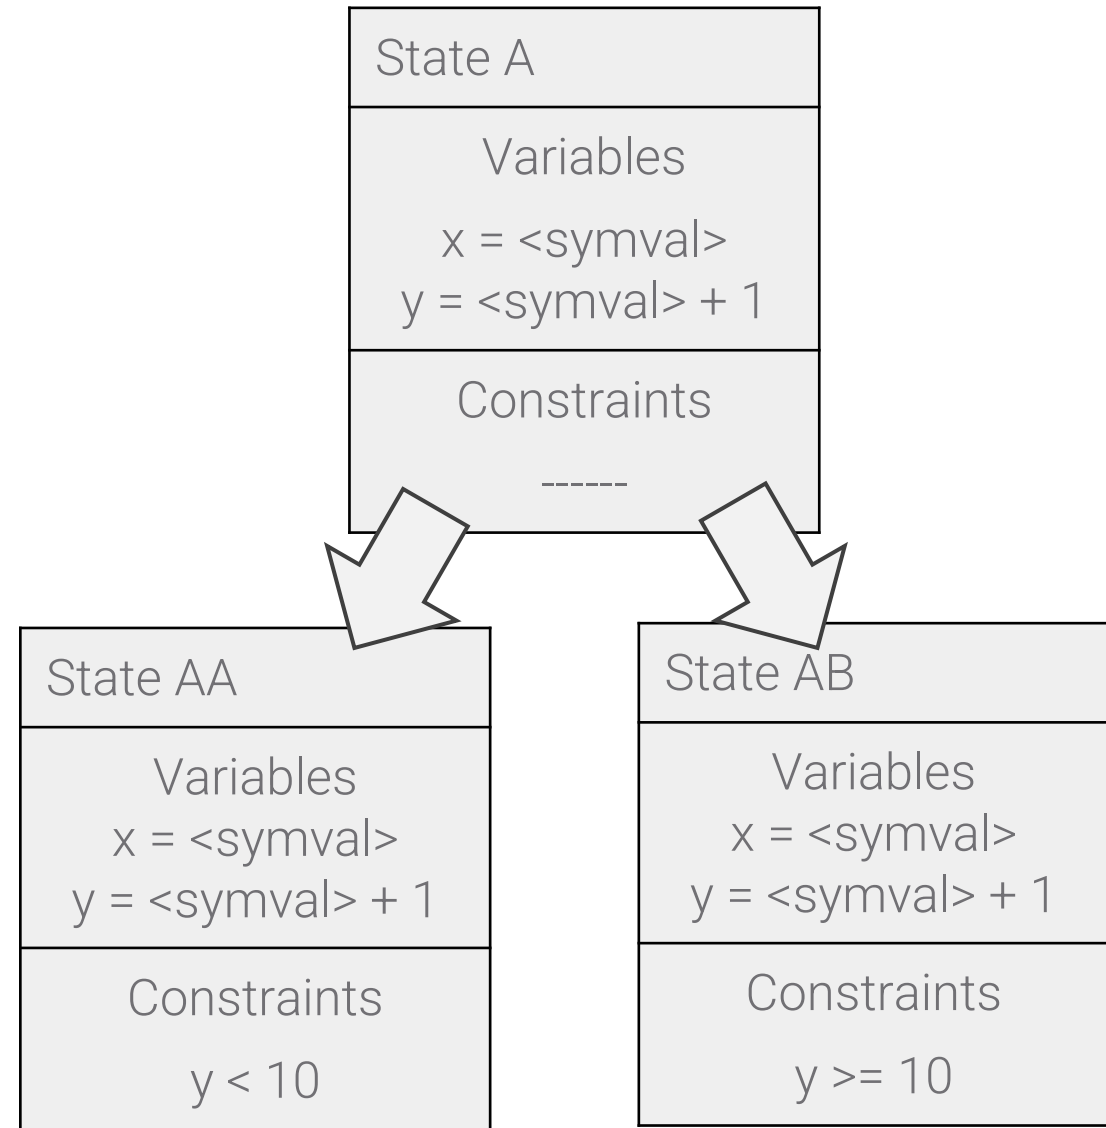 State A
Variables
x = <symval>
y = <symval> + 1
Constraints
------
State AA
Variables
x = <symval>
y = <symval> + 1
Constraints
y < 10
State AB
Variables
x = <symval>
y = <symval> + 1
Constraints
y >= 10